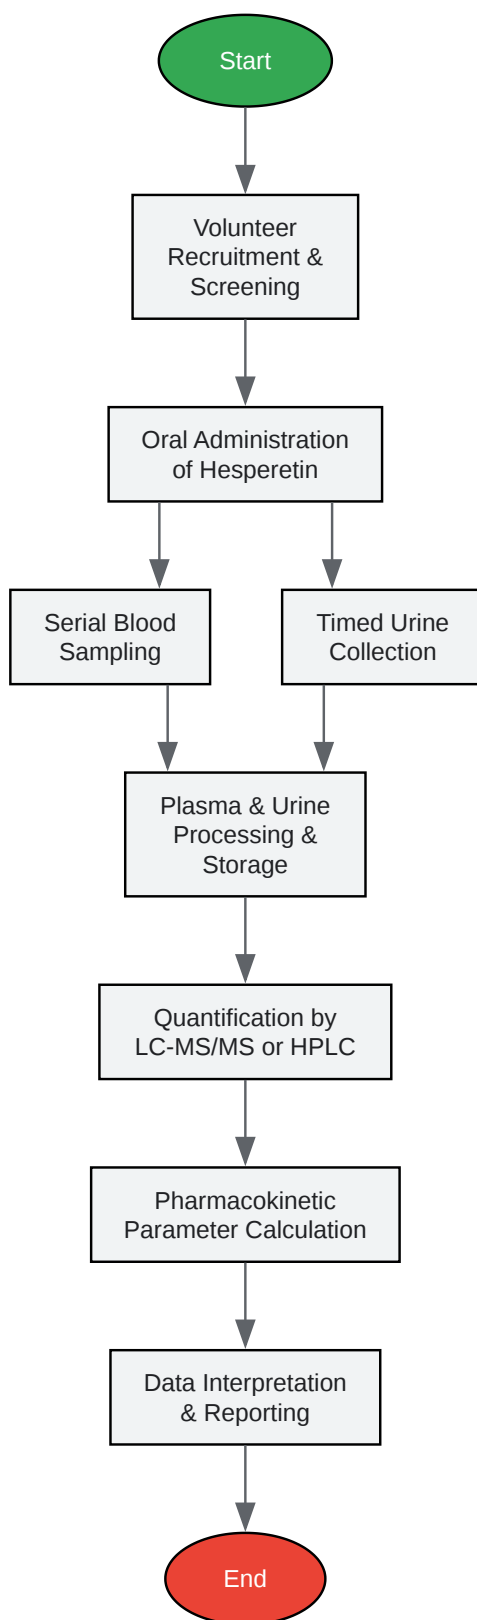 Start
Volunteer
Recruitment &
Screening
Oral Administration
of Hesperetin
Serial Blood
Sampling
Timed Urine
Collection
Plasma & Urine
Processing &
Storage
Quantification by
LC-MS/MS or HPLC
Pharmacokinetic
Parameter Calculation
Data Interpretation
& Reporting
End